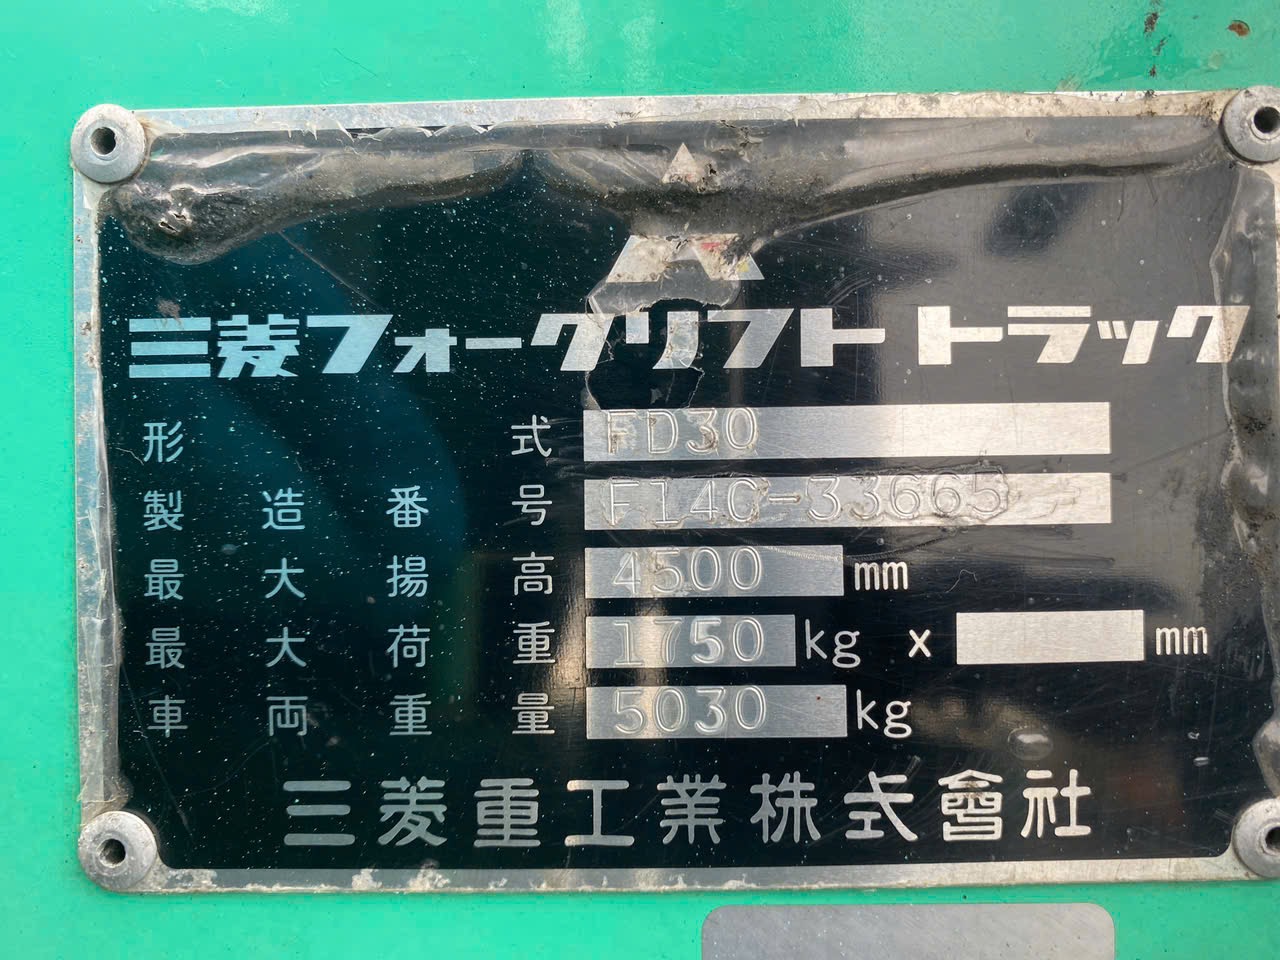 三菱フォークリフト トラック
形式 FD30
製造番号 F14C-33665
最大揚高 4500 mm
最大荷重 1750 kg x mm
車両重量 5030 kg
三菱重工業株式會社